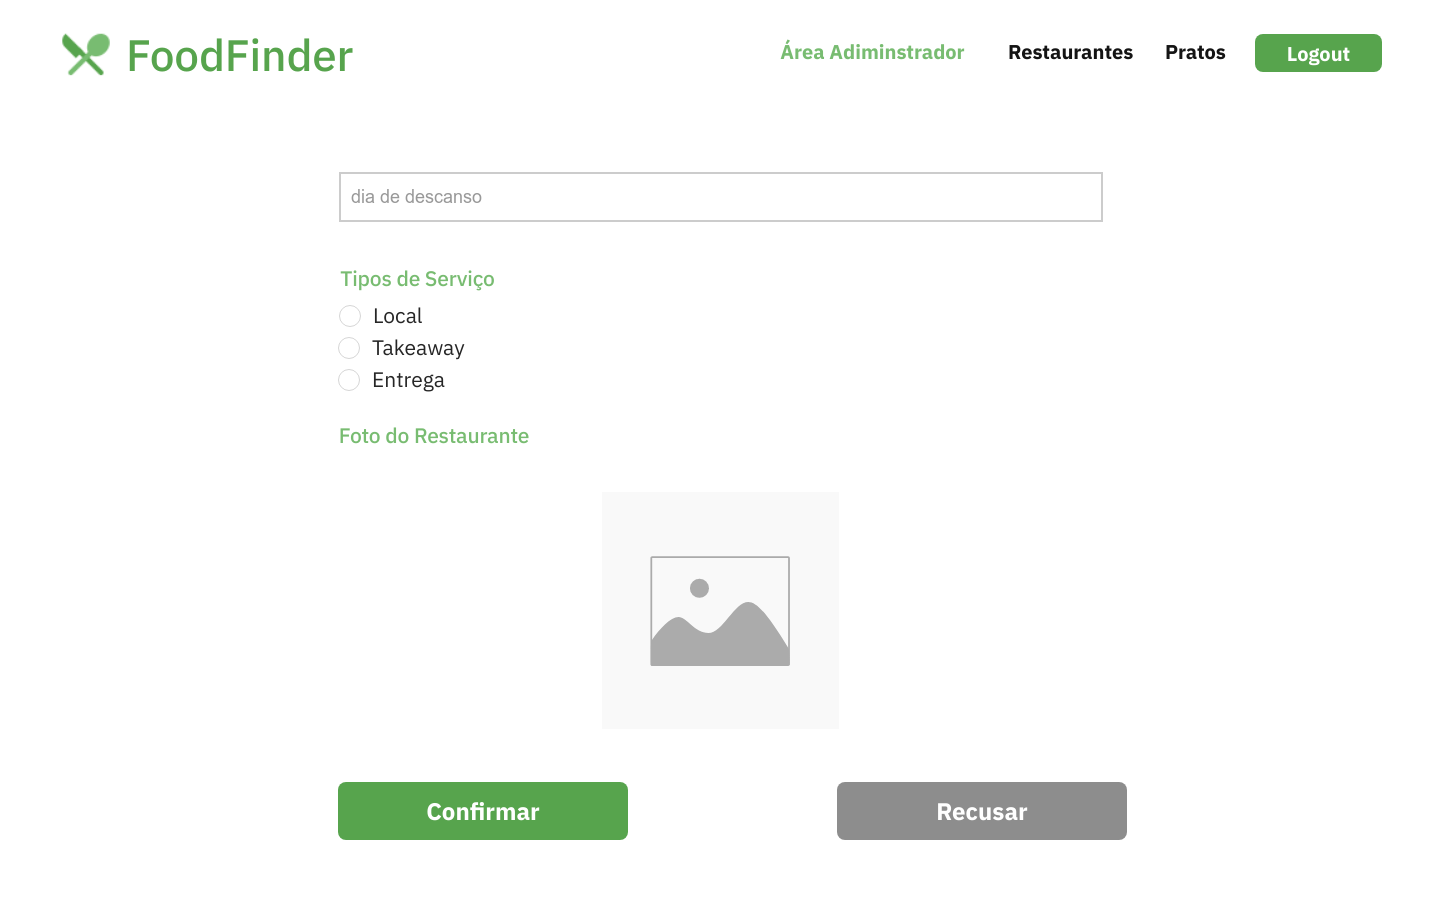 FoodFinder
Área Adiminstrador
Restaurantes
Pratos
Logout
dia de descanso
Tipos de Serviço
Local
Takeaway
Entrega
Foto do Restaurante
Confirmar
Recusar